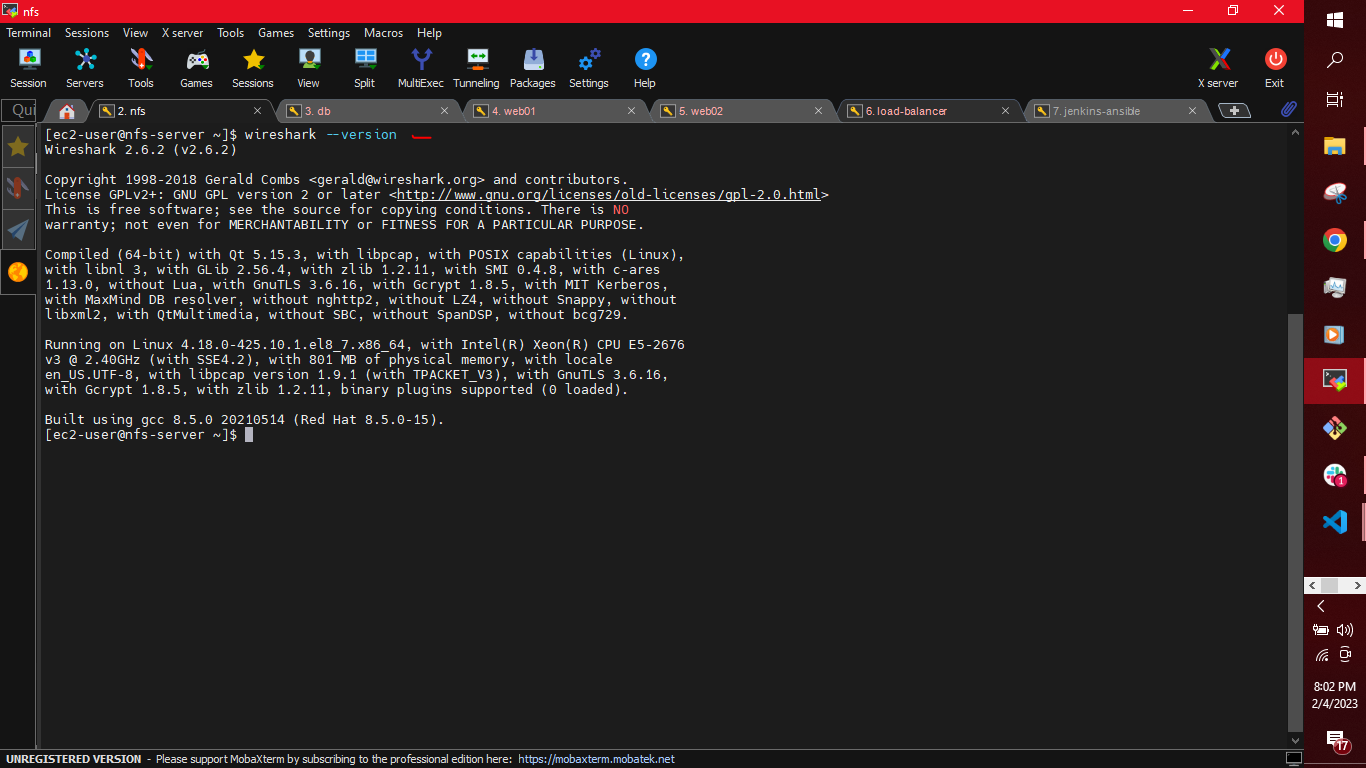 nfs
Terminal Sessions View X server Tools Games Settings Macros Help
Session Servers Tools Games Sessions View Split MultiExec Tunneling Packages Settings Help X server Exit
Qui 2. nfs 3. db 4. web01 5. web02 6. load-balancer 7. jenkins-ansible
[ec2-user@nfs-server ~]$ wireshark --version
Wireshark 2.6.2 (v2.6.2)
Copyright 1998-2018 Gerald Combs <gerald@wireshark.org> and contributors.
License GPLv2+: GNU GPL version 2 or later <http://www.gnu.org/licenses/old-licenses/gpl-2.0.html>
This is free software; see the source for copying conditions. There is NO
warranty; not even for MERCHANTABILITY or FITNESS FOR A PARTICULAR PURPOSE.
Compiled (64-bit) with Qt 5.15.3, with libpcap, with POSIX capabilities (Linux),
with libnl 3, with GLib 2.56.4, with zlib 1.2.11, with SMI 0.4.8, with c-ares
1.13.0, without Lua, with GnuTLS 3.6.16, with Gcrypt 1.8.5, with MIT Kerberos,
with MaxMind DB resolver, without nghttp2, without LZ4, without Snappy, without
libxml2, with QtMultimedia, without SBC, without SpanDSP, without bcg729.
Running on Linux 4.18.0-425.10.1.el8_7.x86_64, with Intel(R) Xeon(R) CPU E5-2676
v3 @ 2.40GHz (with SSE4.2), with 801 MB of physical memory, with locale
en_US.UTF-8, with libpcap version 1.9.1 (with TPACKET_V3), with GnuTLS 3.6.16,
with Gcrypt 1.8.5, with zlib 1.2.11, binary plugins supported (0 loaded).
Built using gcc 8.5.0 20210514 (Red Hat 8.5.0-15).
[ec2-user@nfs-server ~]$
1
8:02 PM
2/4/2023
17
UNREGISTERED VERSION - Please support MobaXterm by subscribing to the professional edition here: https://mobaxterm.mobatek.net